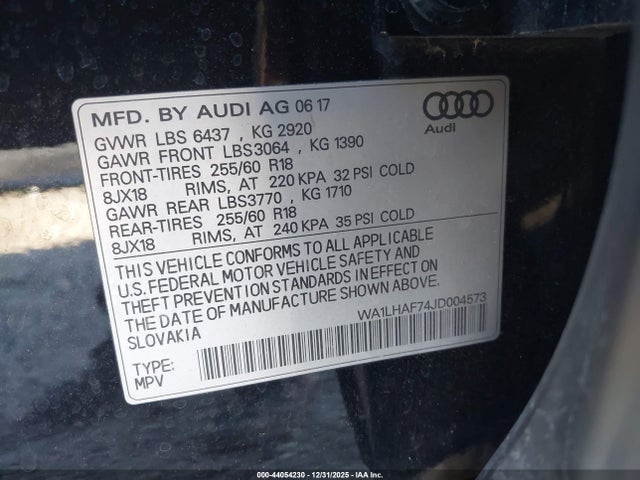 MFD. BY AUDI AG 06 17
Audi
GVWR LBS 6437 , KG 2920
GAWR FRONT LBS3064 , KG 1390
FRONT-TIRES 255/60 R18
8JX18 RIMS, AT 220 KPA 32 PSI COLD
GAWR REAR LBS3770 , KG 1710
REAR-TIRES 255/60 R18
8JX18 RIMS, AT 240 KPA 35 PSI COLD
THIS VEHICLE CONFORMS TO ALL APPLICABLE
U.S. FEDERAL MOTOR VEHICLE SAFETY AND
THEFT PREVENTION STANDARDS IN EFFECT ON
THE DATE OF MANUFACTURE SHOWN ABOVE.
SLOVAKIA
WA1LHAF74JD004573
TYPE:
MPV
000-44054230 - 12/31/2025 - IAAI.CA